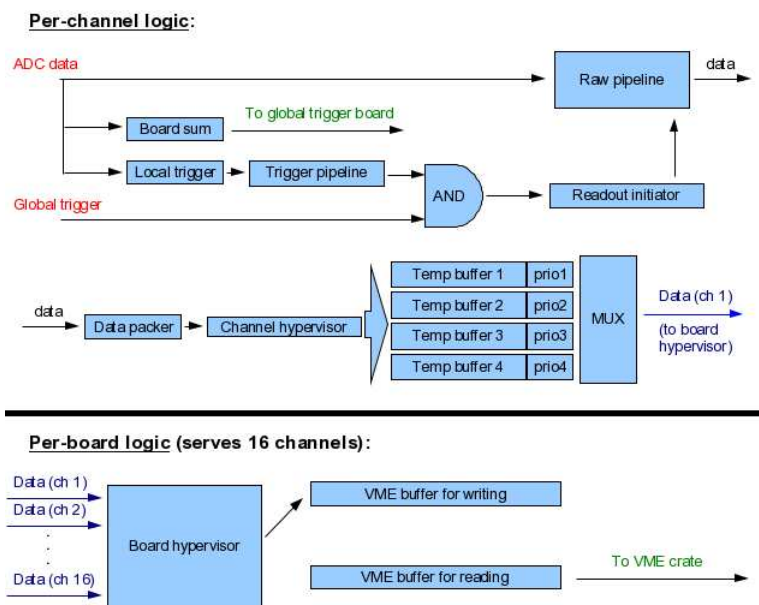 Per-channel logic:
ADC data
Raw pipeline
data
To global trigger board
Board sum
Local trigger
Trigger pipeline
AND
Readout initiator
Global trigger
Temp buffer 1 prio1
Temp buffer 2 prio2
Temp buffer 3 prio3
Temp buffer 4 prio4
MUX
Data (ch 1)
(to board
hypervisor)
data
Data packer
Channel hypervisor
Per-board logic (serves 16 channels):
Data (ch 1)
Data (ch 2)
.
.
.
Data (ch 16)
Board hypervisor
VME buffer for writing
VME buffer for reading
To VME crate